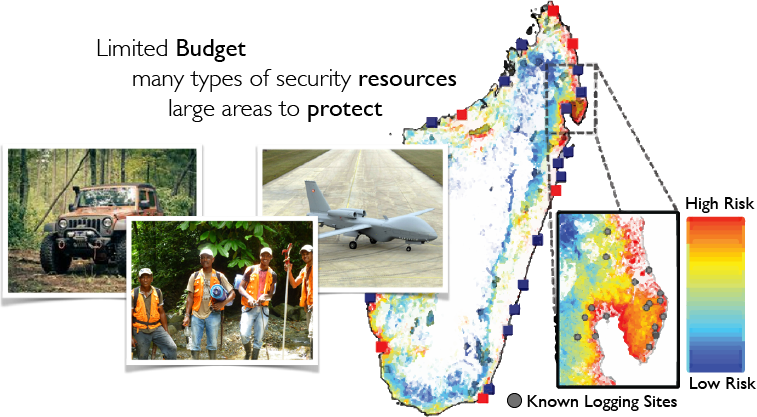 Limited Budget
many types of security resources
large areas to protect
High Risk
Low Risk
Known Logging Sites